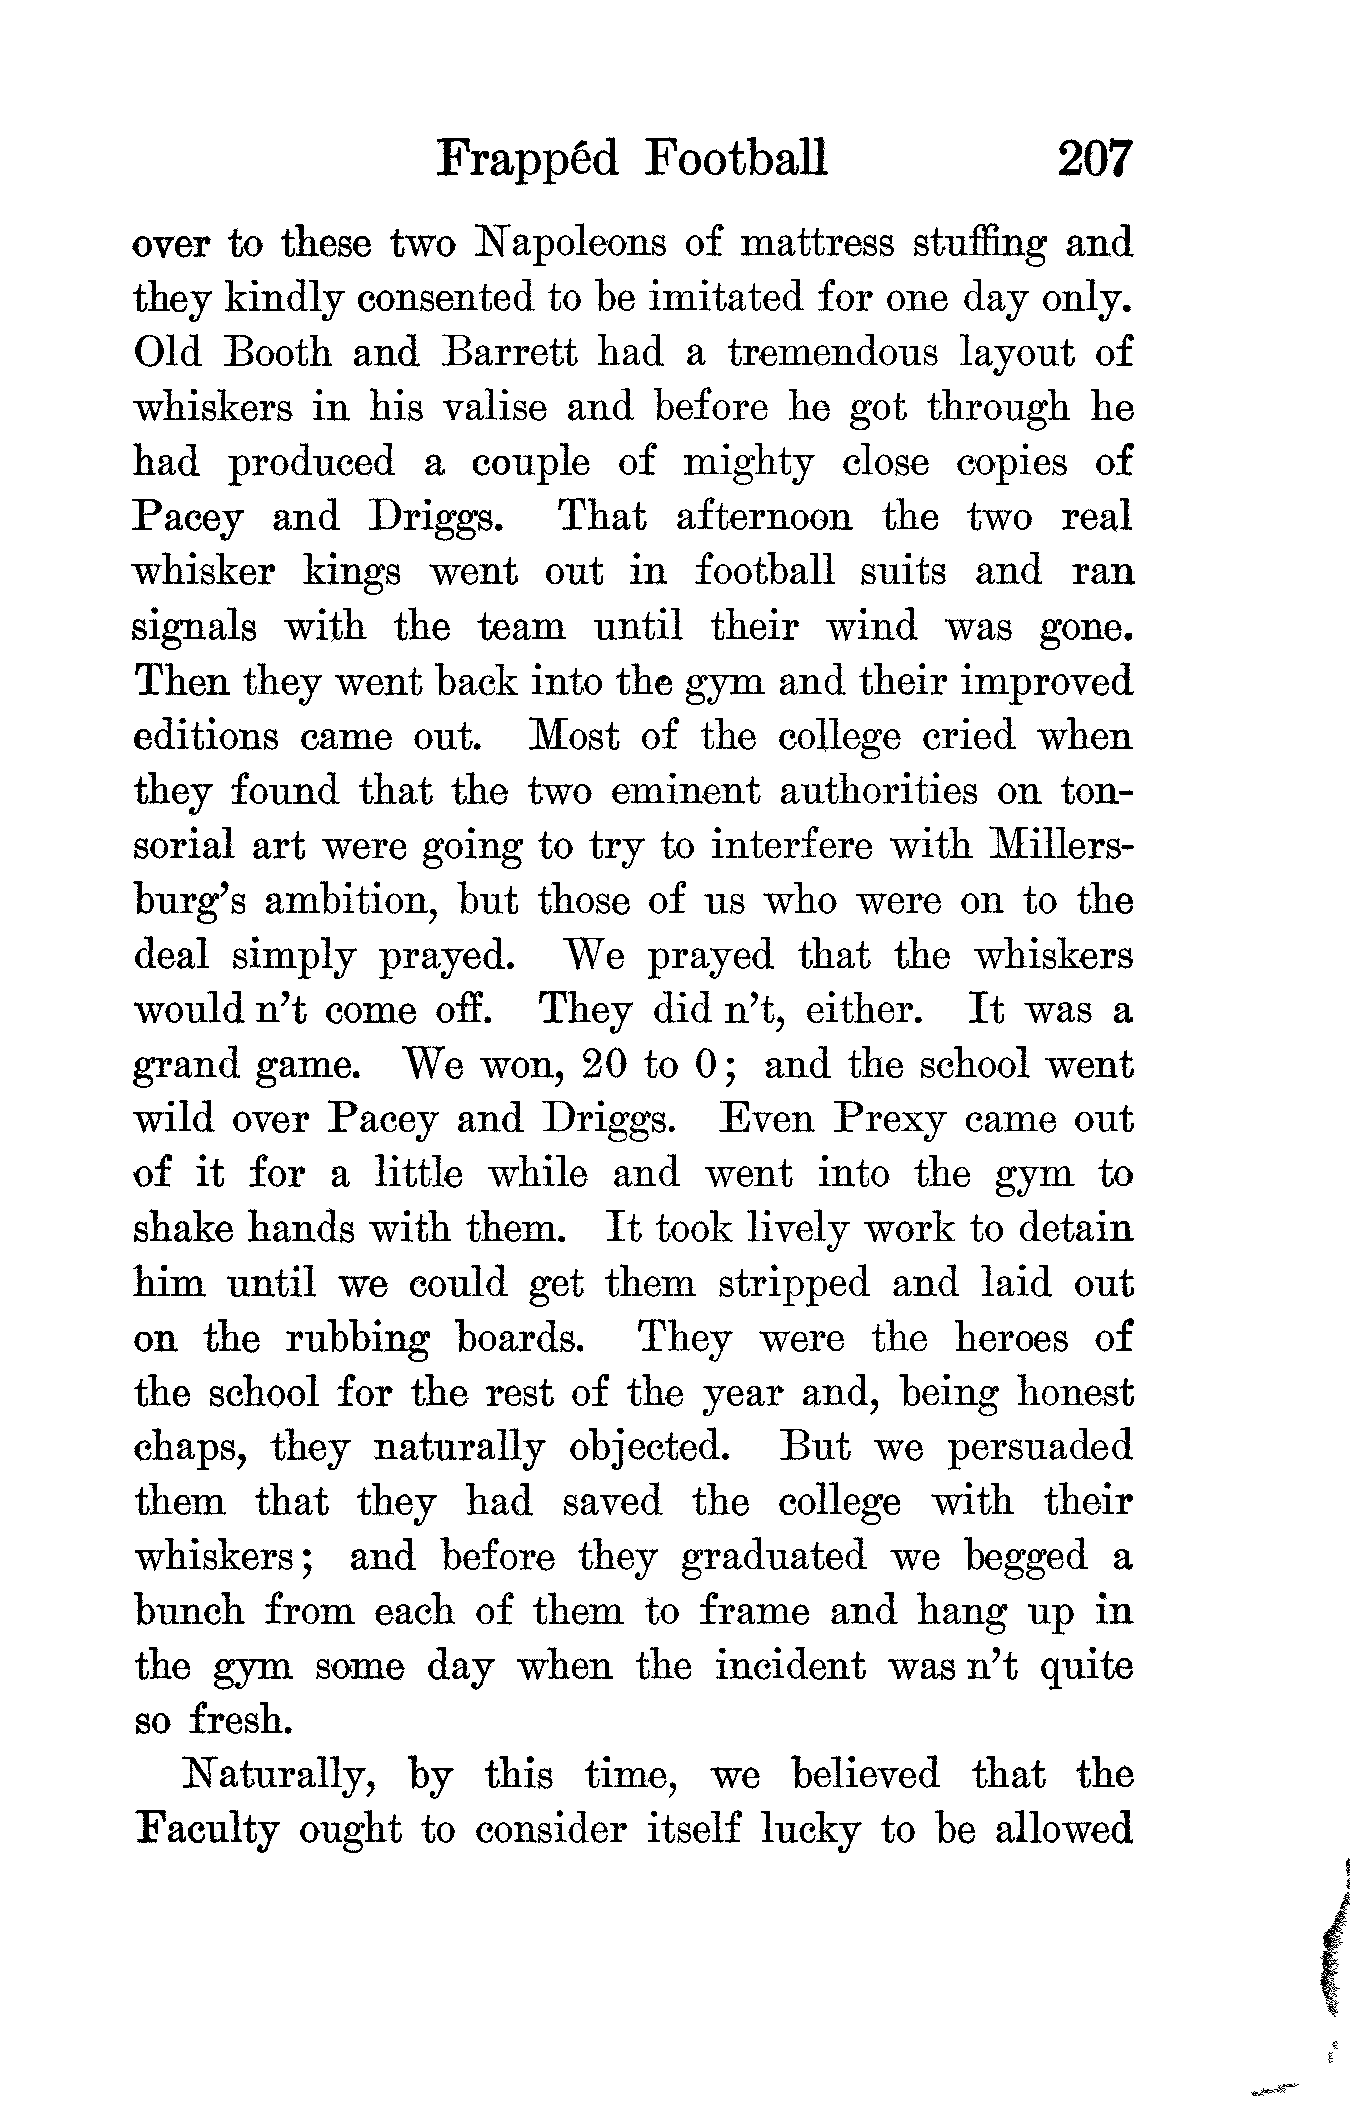 Frappéd Football 207
over to these two Napoleons of mattress stuffing and
they kindly consented to be imitated for one day only.
Old Booth and Barrett had a tremendous layout of
whiskers in his valise and before he got through he
had produced a couple of mighty close copies of
Pacey and Driggs. That afternoon the two real
whisker kings went out in football suits and ran
signals with the team until their wind was gone.
Then they went back into the gym and their improved
editions came out. Most of the college cried when
they found that the two eminent authorities on ton-
sorial art were going to try to interfere with Millers-
burg's ambition, but those of us who were on to the
deal simply prayed. We prayed that the whiskers
would n't come off. They did n't, either. It was a
grand game. We won, 20 to 0; and the school went
wild over Pacey and Driggs. Even Prexy came out
of it for a little while and went into the gym to
shake hands with them. It took lively work to detain
him until we could get them stripped and laid out
on the rubbing boards. They were the heroes of
the school for the rest of the year and, being honest
chaps, they naturally objected. But we persuaded
them that they had saved the college with their
whiskers; and before they graduated we begged a
bunch from each of them to frame and hang up in
the gym some day when the incident was n't quite
so fresh.
Naturally, by this time, we believed that the
Faculty ought to consider itself lucky to be allowed